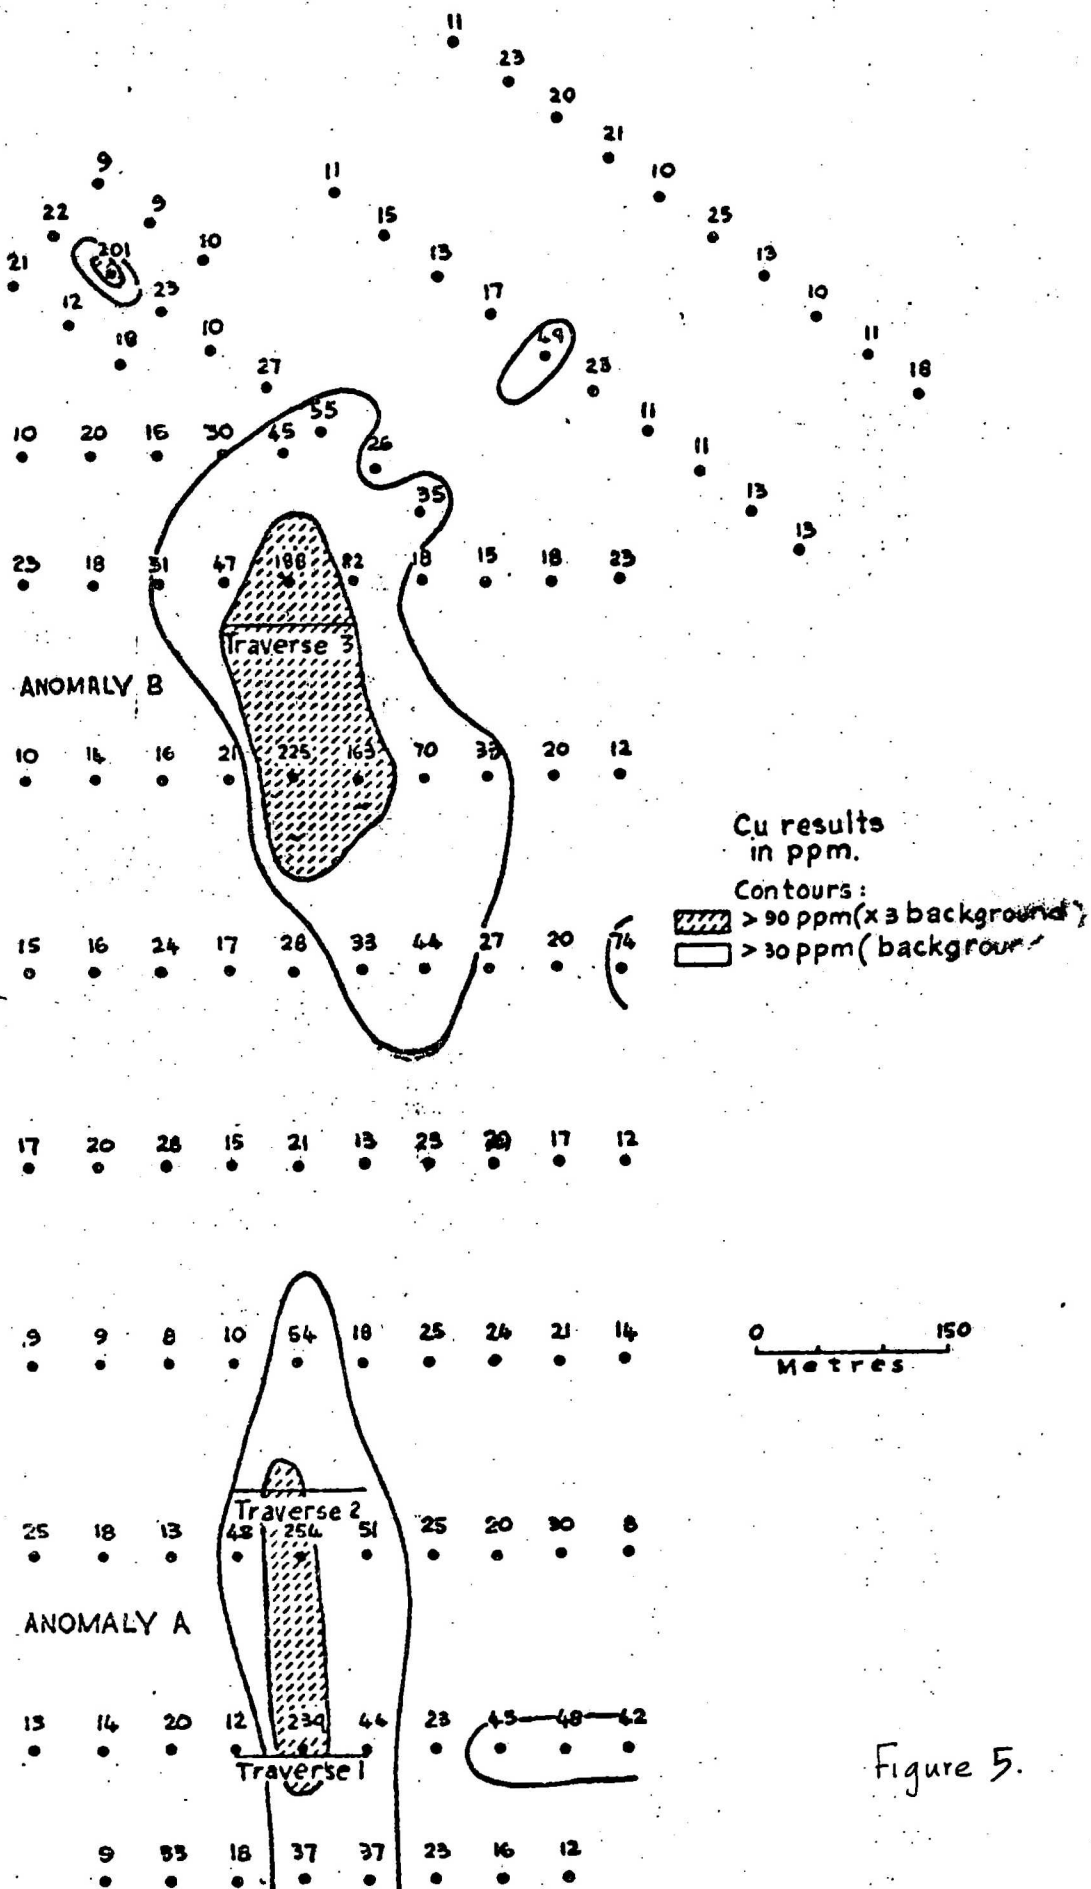 11
23
20
21
10
25
13
10
11
18
11
15
13
17
49
23
11
11
13
13
9
9
10
22
201
23
10
27
21
12
18
55
26
35
10 20 16 30 45
23 18 31 47 188 82 18 15 18 23
Traverse 3
ANOMALY B
10 14 16 21 225 163 70 20 12
Cu results
in ppm.
Contours:
> 90 ppm (x 3 background)
> 30 ppm (background
15 16 24 17 28 33 44 27 20 74
17 20 28 15 21 13 23 17 12
9 9 8 10 54 18 25 24 21 14
0 150
Metres
Traverse 2
25 18 13 48 254 51 25 20 30 8
ANOMALY A
13 14 20 12 239 44 23 45 48 42
Traverse 1
Figure 5.
9 33 18 37 37 23 16 12